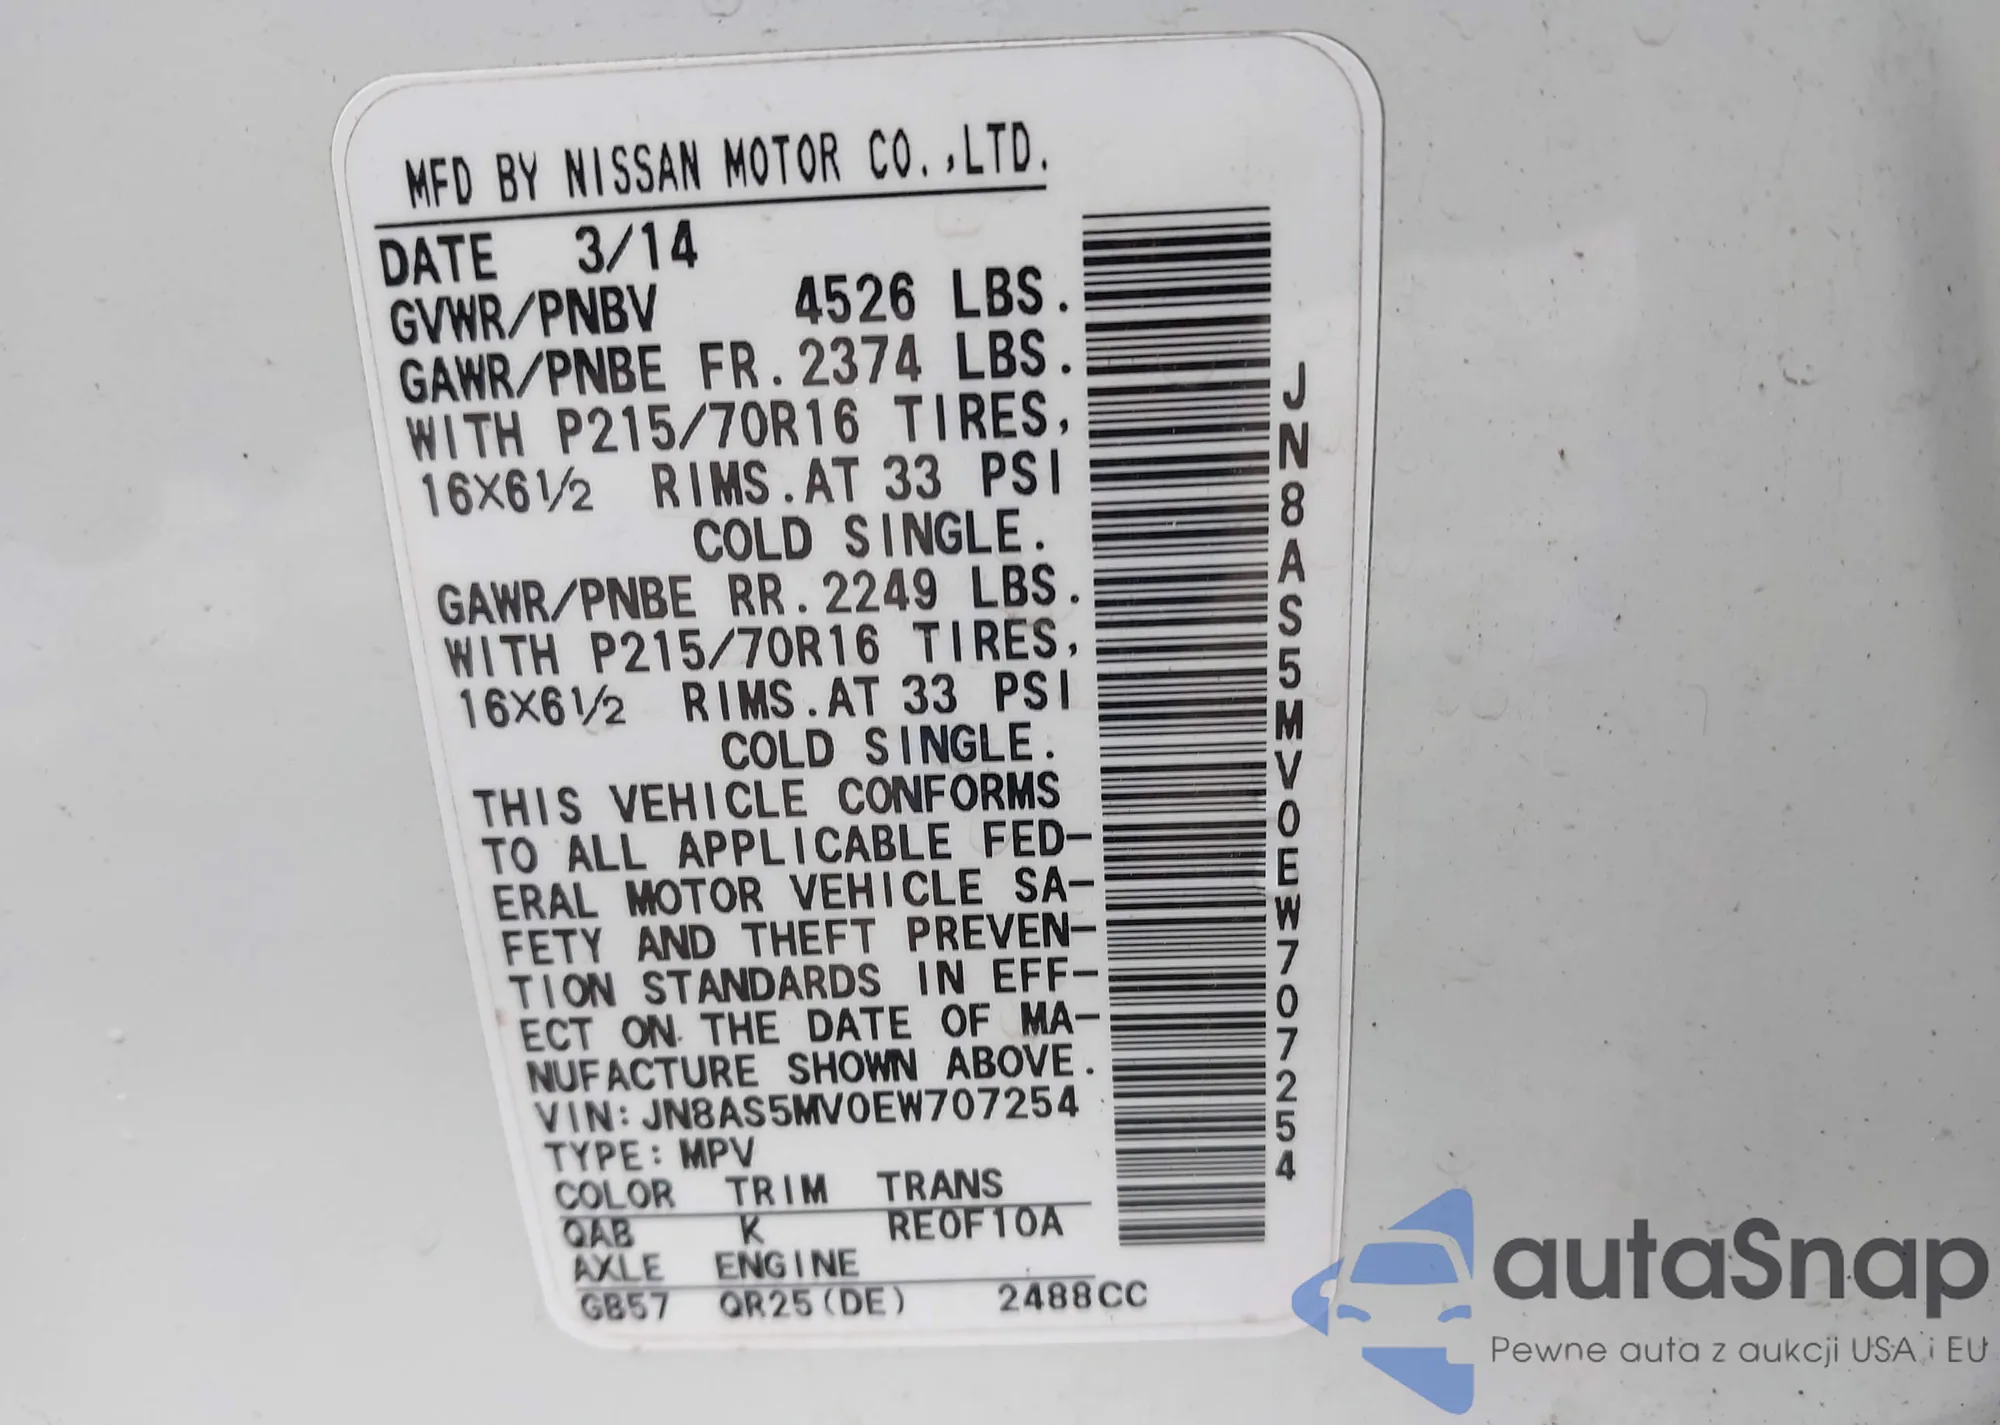 MFD BY NISSAN MOTOR CO.,LTD.
DATE 3/14
GVWR/PNBV 4526 LBS.
GAWR/PNBE FR. 2374 LBS.
WITH P215/70R16 TIRES,
16X6 1/2 RIMS. AT 33 PSI
COLD SINGLE.
GAWR/PNBE RR. 2249 LBS.
WITH P215/70R16 TIRES,
16X6 1/2 RIMS. AT 33 PSI
COLD SINGLE.
THIS VEHICLE CONFORMS
TO ALL APPLICABLE FED-
ERAL MOTOR VEHICLE SA-
FETY AND THEFT PREVEN-
TION STANDARDS IN EFF-
ECT ON THE DATE OF MA-
NUFACTURE SHOWN ABOVE.
VIN: JN8AS5MV0EW707254
TYPE: MPV
COLOR TRIM TRANS
QAB K RE0F10A
AXLE ENGINE
GB57 QR25(DE) 2488CC
JN8AS5MV0EW707254
autaSnap
Pewne auta z aukcji USA i EU